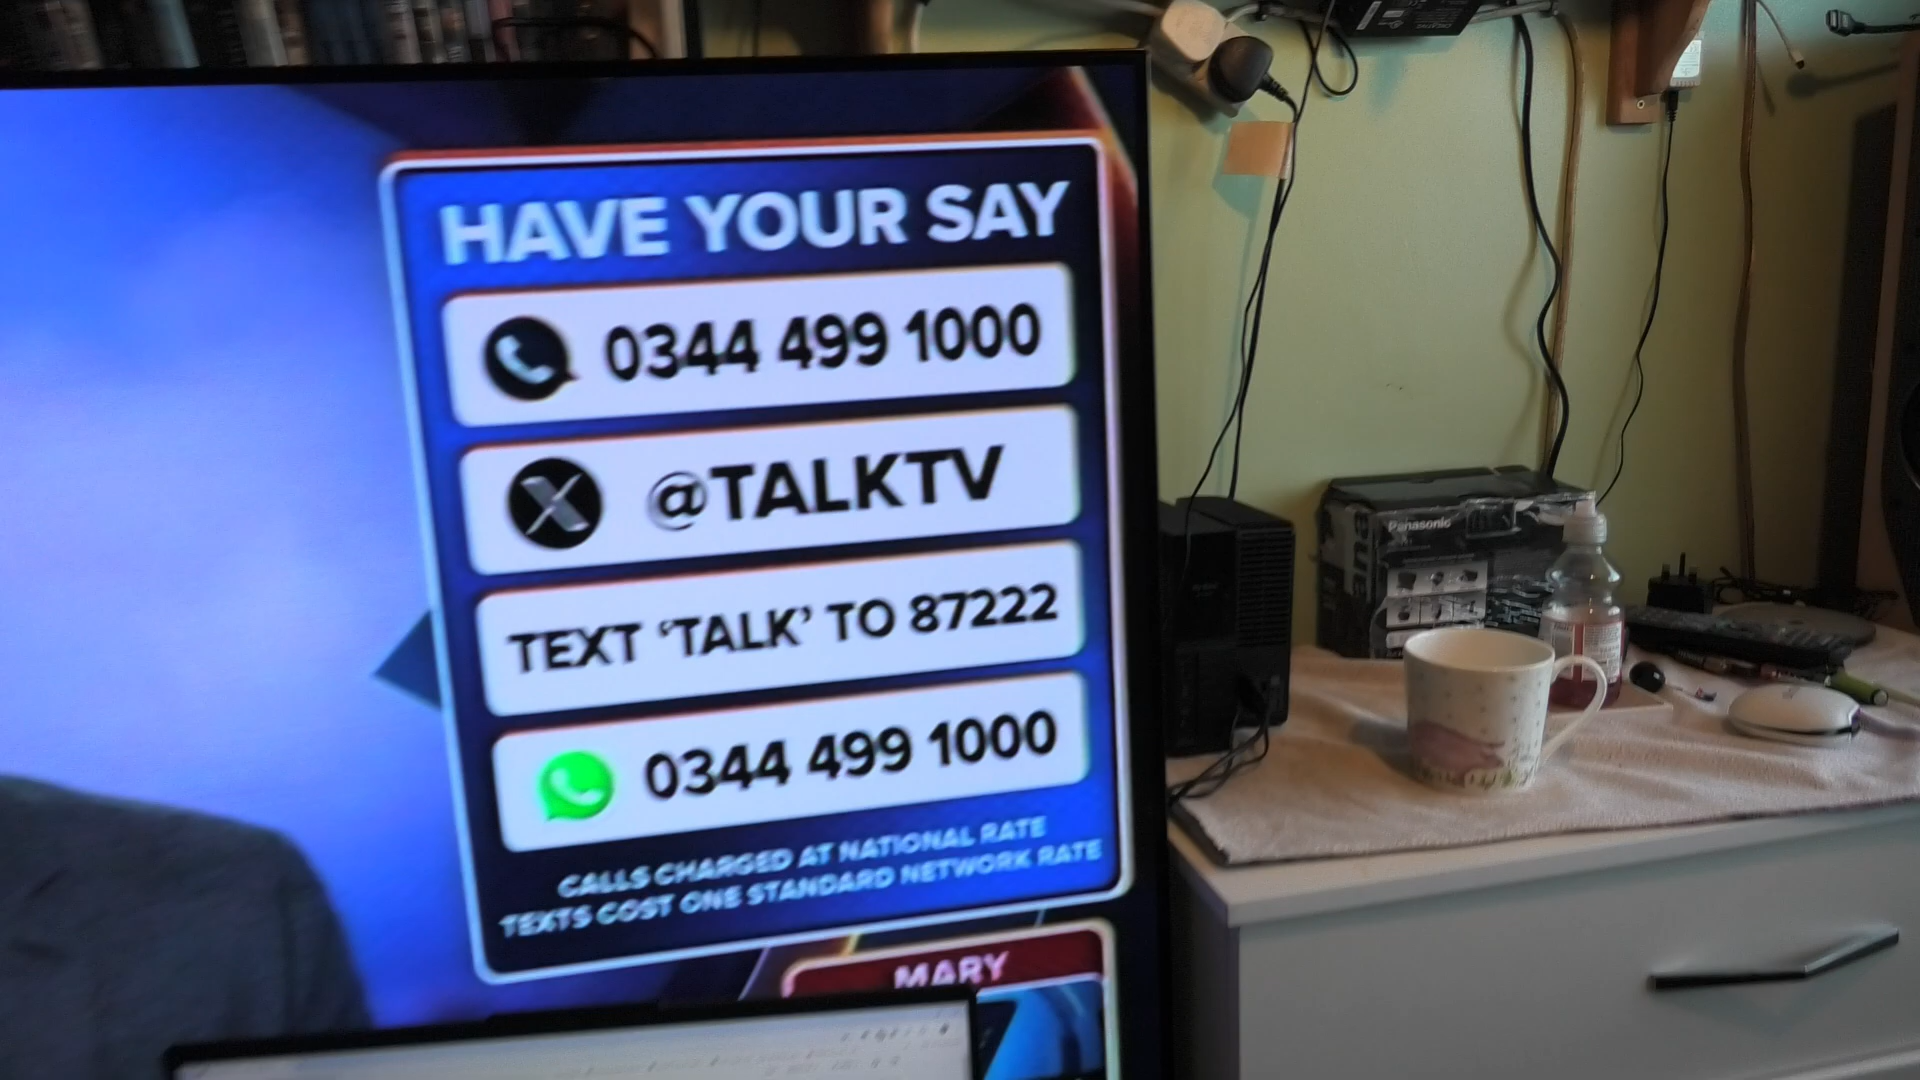 HAVE YOUR SAY
0344 499 1000
@TALKTV
TEXT ‘TALK’ TO 87222
0344 499 1000
CALLS CHARGED AT NATIONAL RATE
TEXTS COST ONE STANDARD NETWORK RATE
MARY
Panasonic